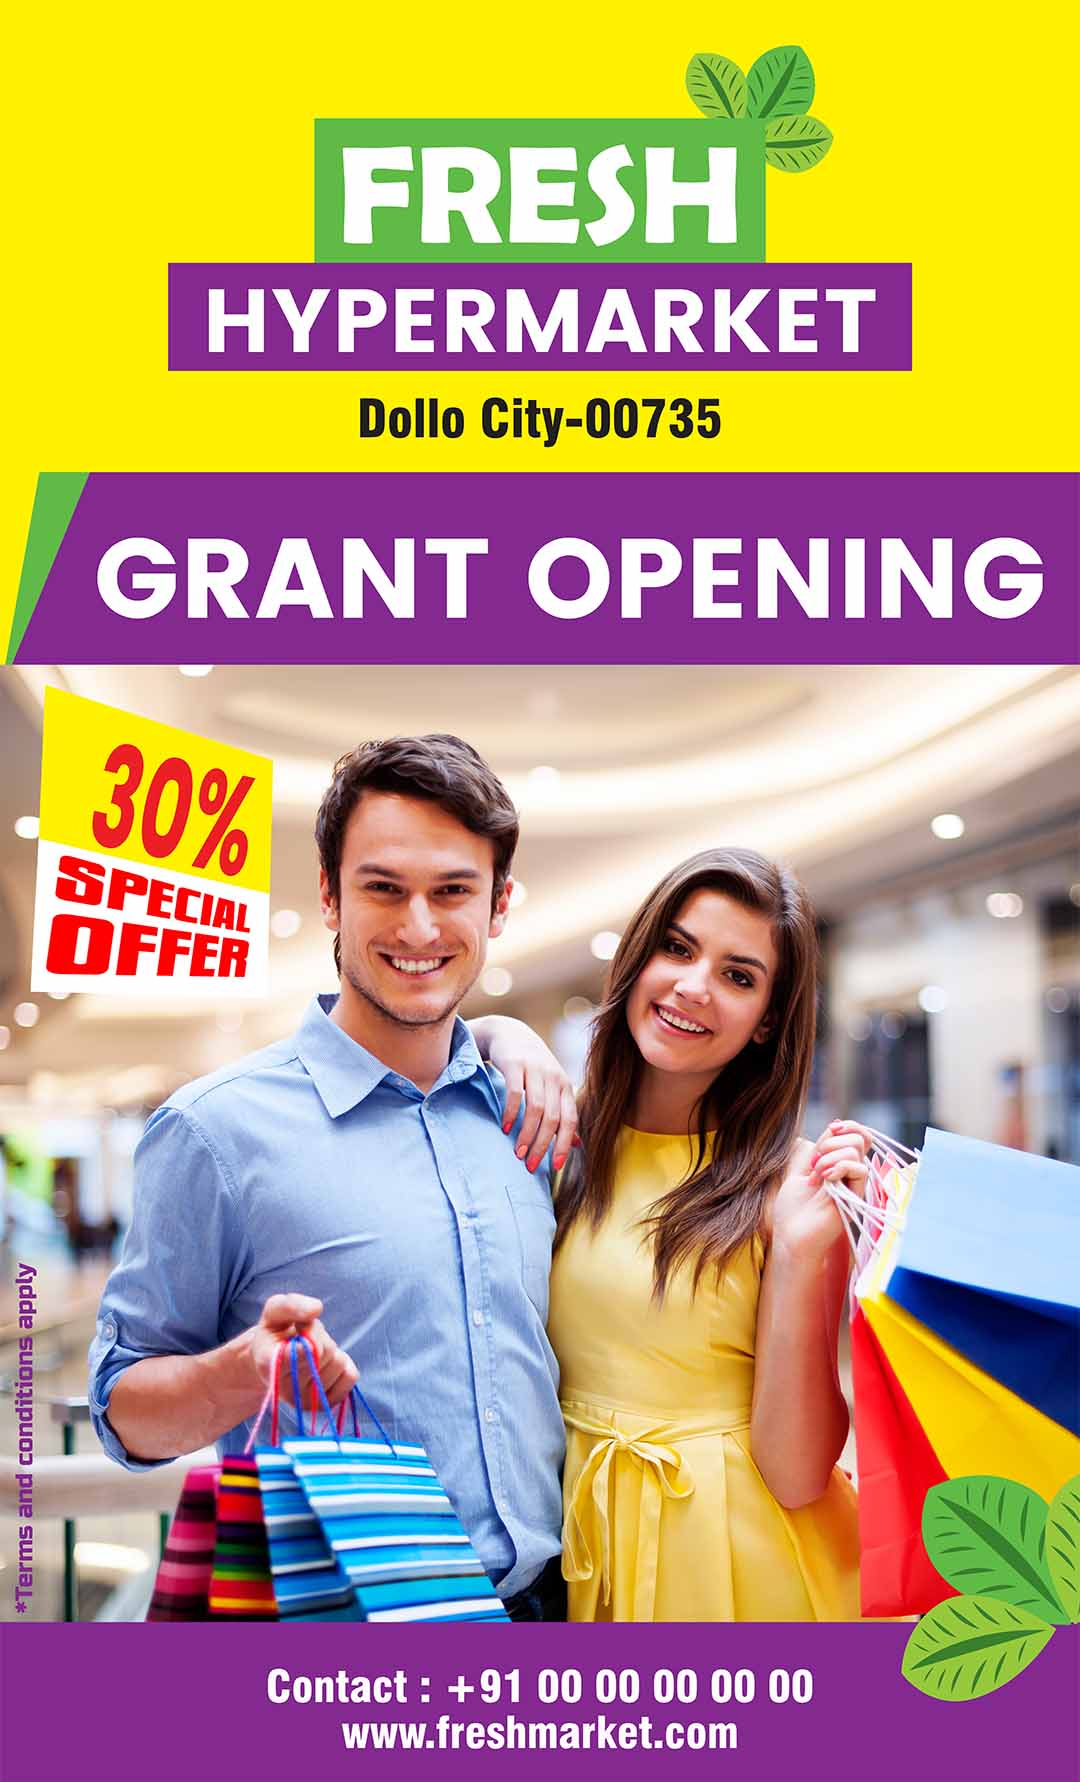 FRESH
HYPERMARKET
Dollo City-00735
GRANT OPENING
30%
SPECIAL
OFFER
*Terms and conditions apply
Contact : +91 00 00 00 00 00
www.freshmarket.com